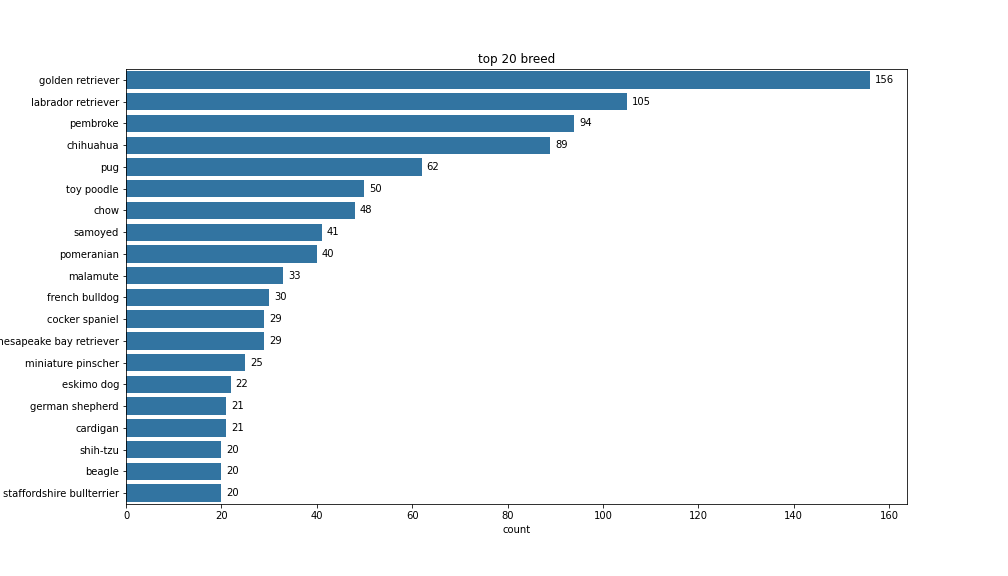 top 20 breed
golden retriever 156
labrador retriever 105
pembroke 94
chihuahua 89
pug 62
toy poodle 50
chow 48
samoyed 41
pomeranian 40
malamute 33
french bulldog 30
cocker spaniel 29
hesapeake bay retriever 29
miniature pinscher 25
eskimo dog 22
german shepherd 21
cardigan 21
shih-tzu 20
beagle 20
staffordshire bullterrier 20
0 20 40 60 80 100 120 140 160
count